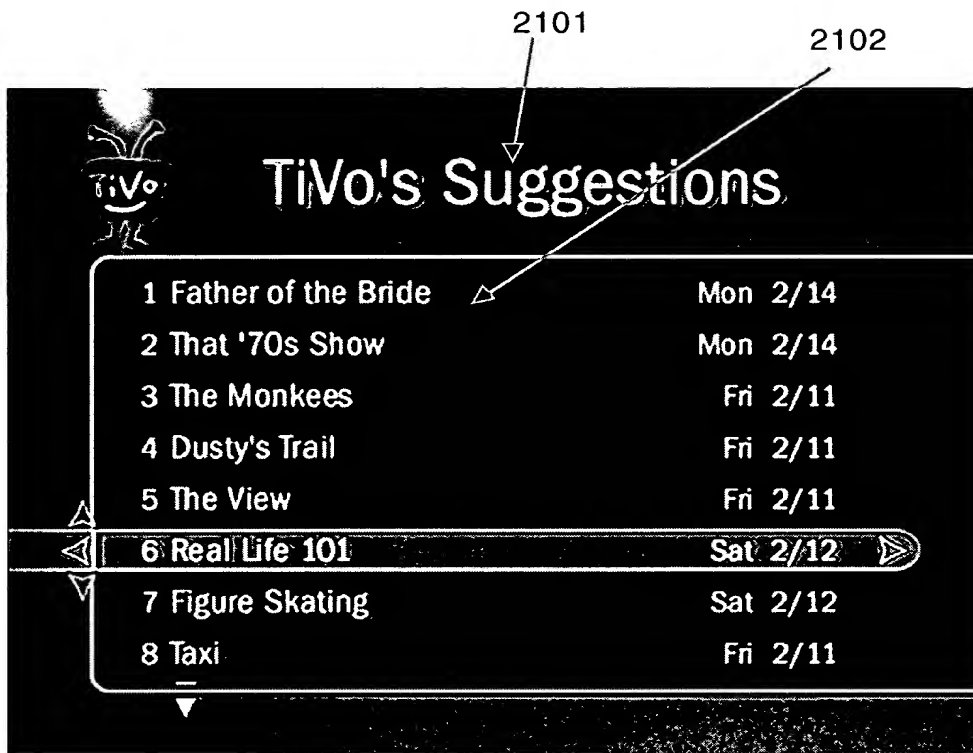 2101
2102
TiVo
TiVo's Suggestions
1 Father of the Bride Mon 2/14
2 That '70s Show Mon 2/14
3 The Monkees Fri 2/11
4 Dusty's Trail Fri 2/11
5 The View Fri 2/11
6 Real Life 101 Sat 2/12
7 Figure Skating Sat 2/12
8 Taxi Fri 2/11